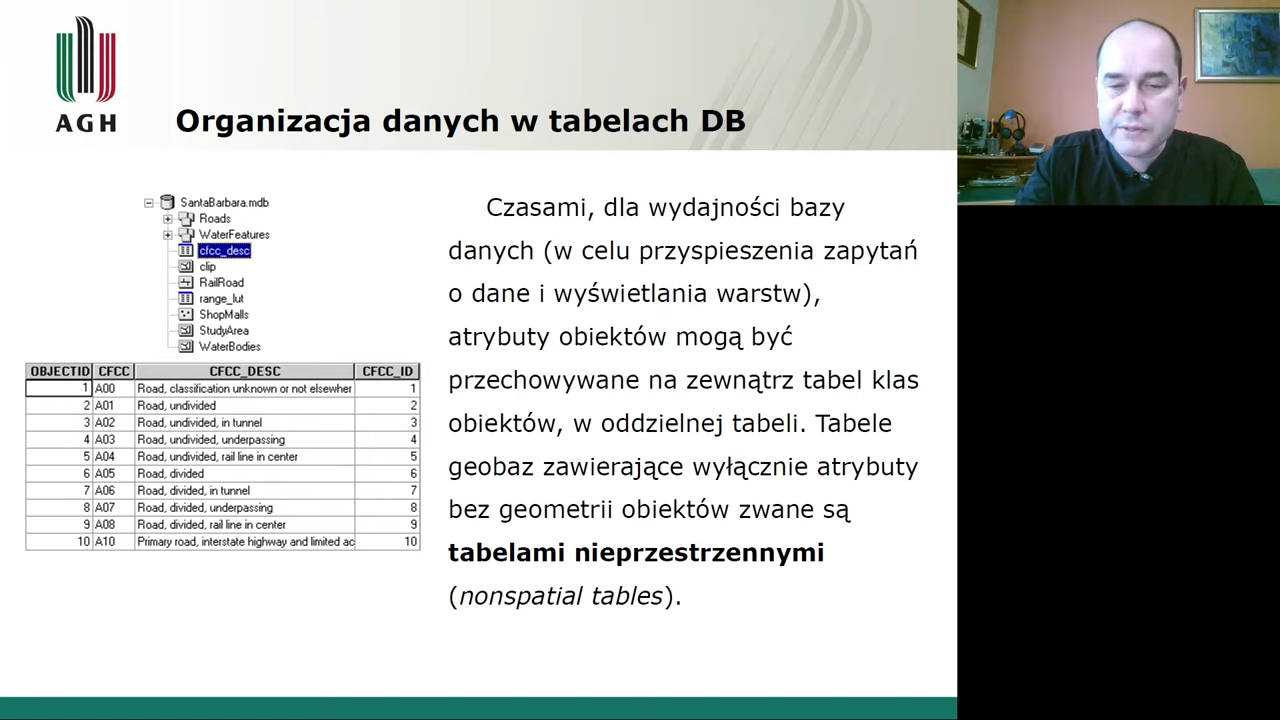 AGH
Organizacja danych w tabelach DB
SantaBarbara.mdb
Roads
WaterFeatures
cfcc_desc
clip
RailRoad
range_lut
ShopMalls
StudyArea
WaterBodies
OBJECTID CFCC CFCC_DESC CFCC_ID
1 A00 Road, classification unknown or not elsewher 1
2 A01 Road, undivided 2
3 A02 Road, undivided, in tunnel 3
4 A03 Road, undivided, underpassing 4
5 A04 Road, undivided, rail line in center 5
6 A05 Road, divided 6
7 A06 Road, divided, in tunnel 7
8 A07 Road, divided, underpassing 8
9 A08 Road, divided, rail line in center 9
10 A10 Primary road, interstate highway and limited ac 10
Czasami, dla wydajności bazy
danych (w celu przyspieszenia zapytań
o dane i wyświetlania warstw),
atrybuty obiektów mogą być
przechowywane na zewnątrz tabel klas
obiektów, w oddzielnej tabeli. Tabele
geobaz zawierające wyłącznie atrybuty
bez geometrii obiektów zwane są
tabelami nieprzestrzennymi
(nonspatial tables).